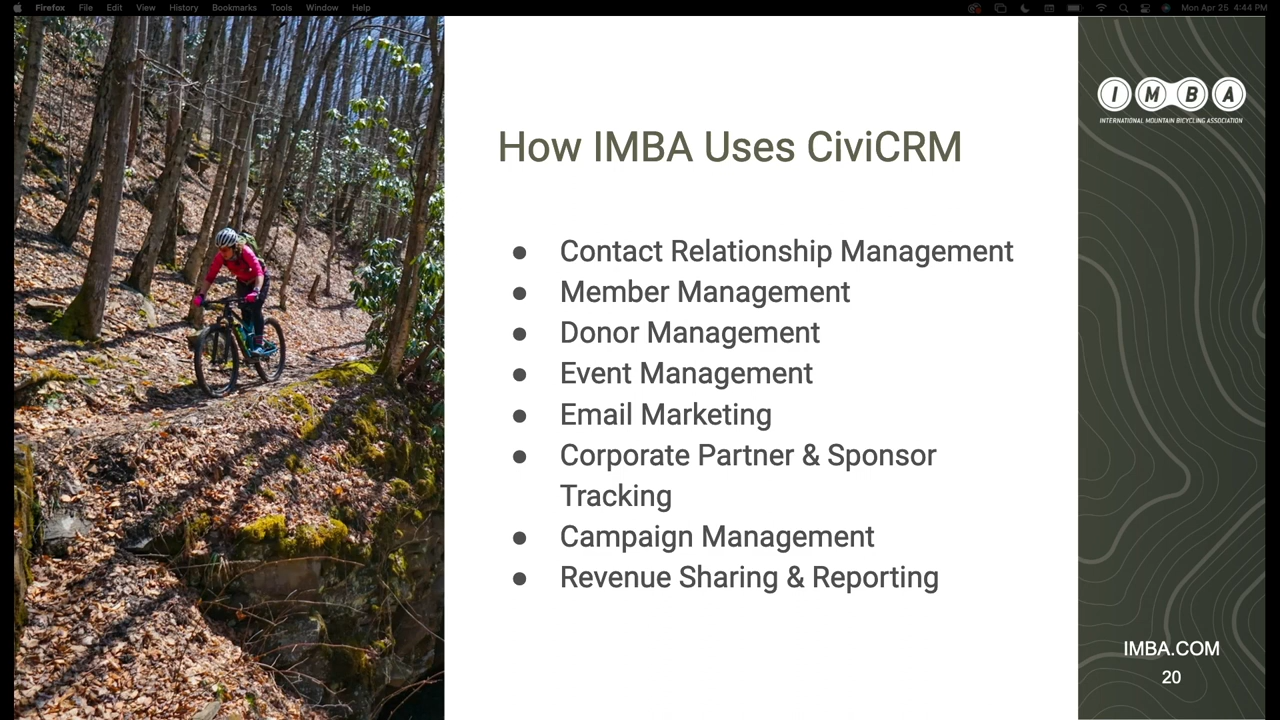 Firefox File Edit View History Bookmarks Tools Window Help Mon Apr 25 4:44 PM
IMBA
INTERNATIONAL MOUNTAIN BICYCLING ASSOCIATION
How IMBA Uses CiviCRM
● Contact Relationship Management
● Member Management
● Donor Management
● Event Management
● Email Marketing
● Corporate Partner & Sponsor
Tracking
● Campaign Management
● Revenue Sharing & Reporting
IMBA.COM
20